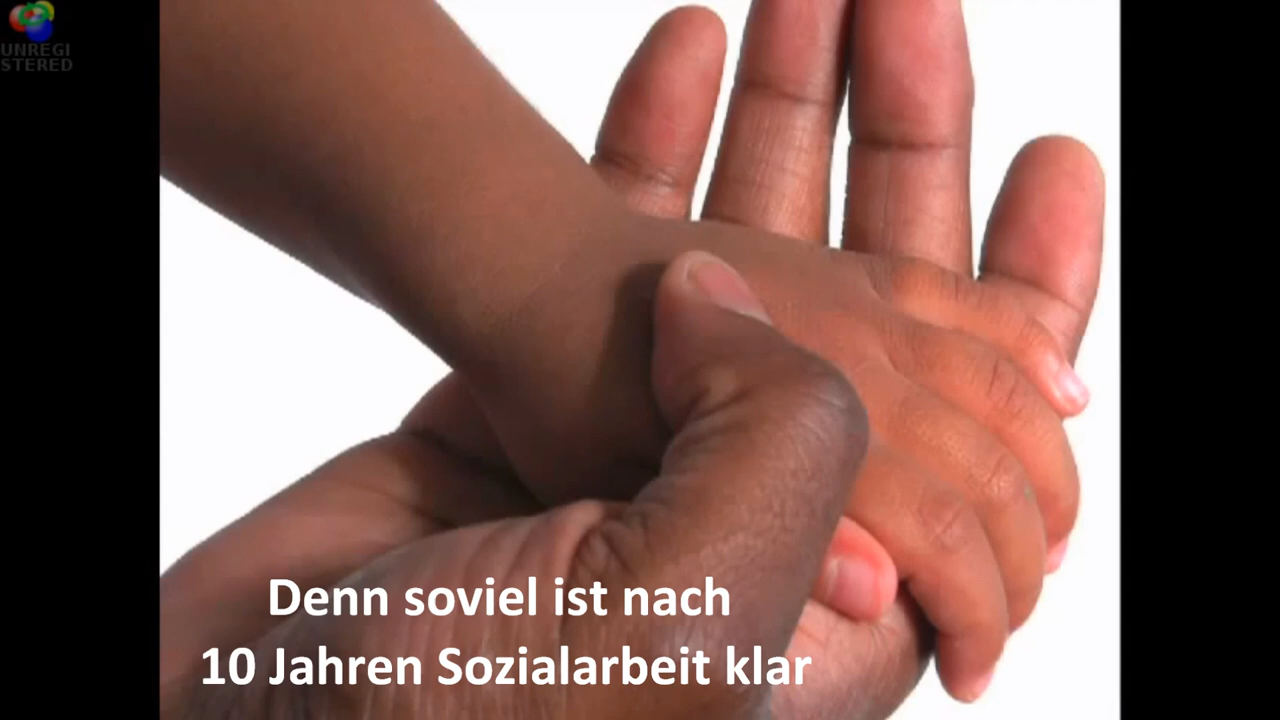 UNREGI
STERED
Denn soviel ist nach
10 Jahren Sozialarbeit klar